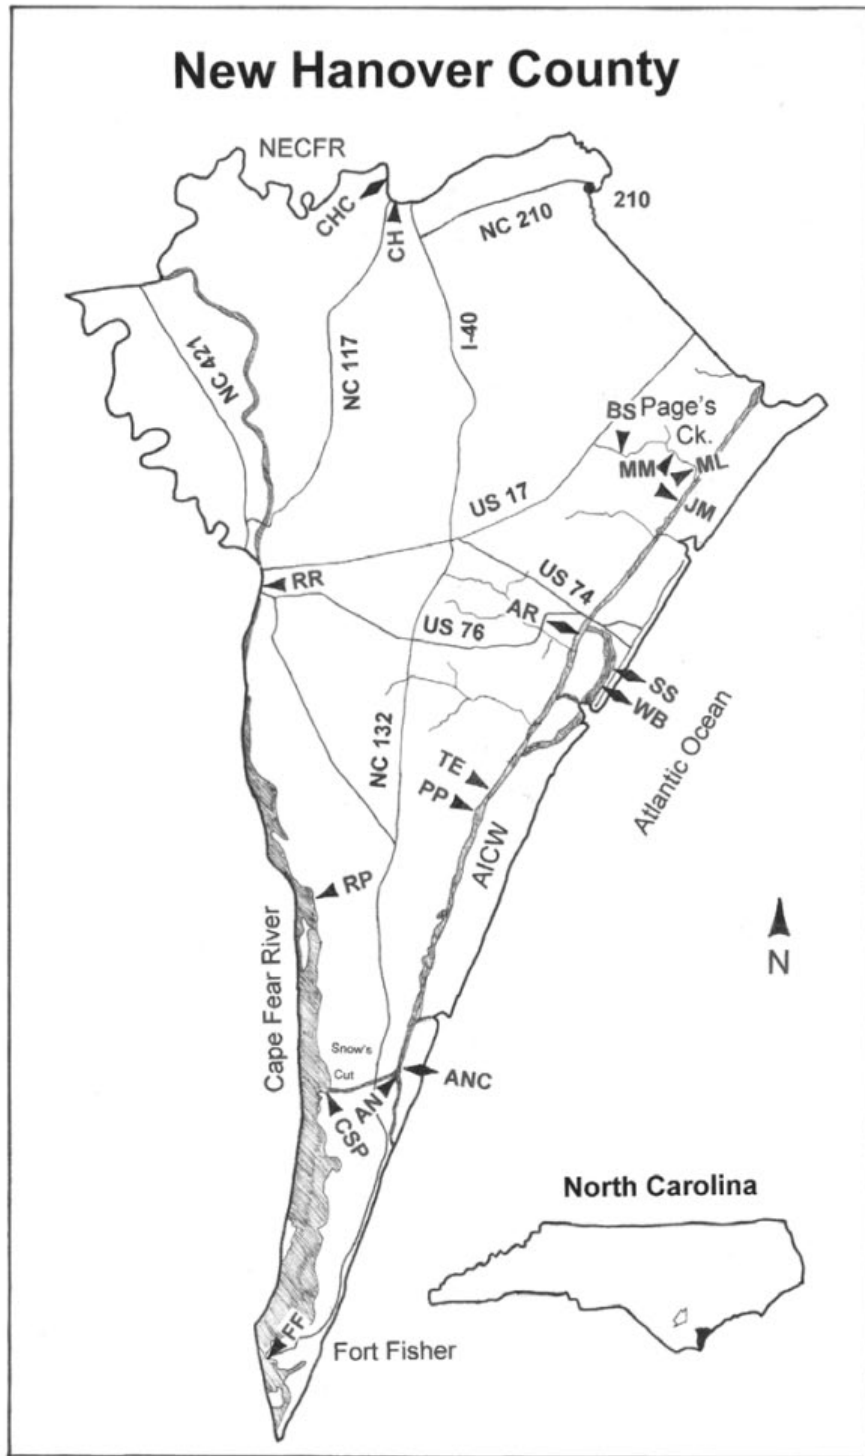 New Hanover County
NECFR
CHC
CH
NC 210
210
NC 421
NC 117
I-40
BS
Page's
Ck.
MM
ML
JM
US 17
RR
US 74
AR
US 76
SS
WB
NC 132
TE
PP
Atlantic Ocean
AICW
RP
Cape Fear River
N
Snow's
Cut
AN
ANC
CSP
North Carolina
FF
Fort Fisher